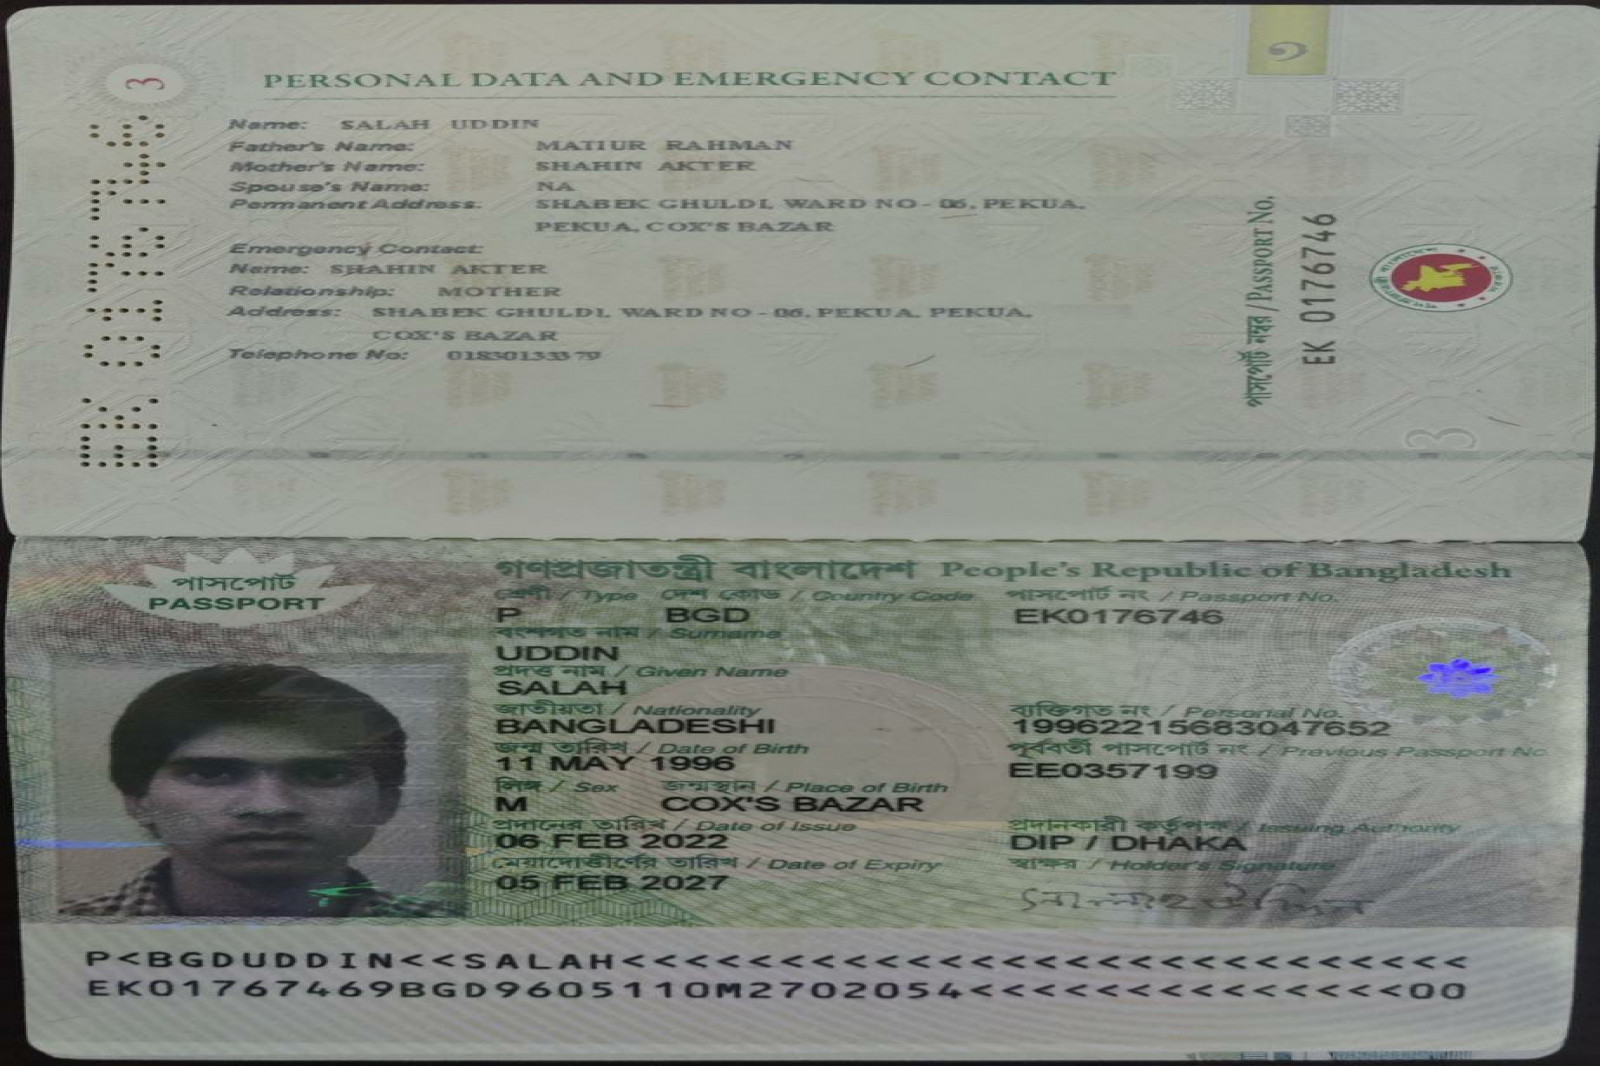 3
PERSONAL DATA AND EMERGENCY CONTACT
Name: SALAH UDDIN
Father's Name: MATIUR RAHMAN
Mother's Name: SHAHIN AKTER
Spouse's Name: NA
Permanent Address: SHABEK GHULDI, WARD NO - 06, PEKUA,
PEKUA, COX'S BAZAR
Emergency Contact:
Name: SHAHIN AKTER
Relationship: MOTHER
Address: SHABEK GHULDI, WARD NO - 06, PEKUA, PEKUA,
COX'S BAZAR
Telephone No: 01830133379
EK 0176746
পাসপোর্ট নম্বর / PASSPORT No.
EK 0176746
৩
3
পাসপোর্ট
PASSPORT
গণপ্রজাতন্ত্রী বাংলাদেশ People's Republic of Bangladesh
শ্রেণী / Type দেশ কোড / Country Code পাসপোর্ট নং / Passport No.
P BGD EK0176746
বংশগত নাম / Surname
UDDIN
প্রদত্ত নাম / Given Name
SALAH
জাতীয়তা / Nationality ব্যক্তিগত নং / Personal No.
BANGLADESHI 19962215683047652
জন্ম তারিখ / Date of Birth পূর্ববর্তী পাসপোর্ট নং / Previous Passport No.
11 MAY 1996 EE0357199
লিঙ্গ / Sex জন্মস্থান / Place of Birth
M COX'S BAZAR
প্রদানের তারিখ / Date of Issue প্রদানকারী কর্তৃপক্ষ / Issuing Authority
06 FEB 2022 DIP / DHAKA
মেয়াদোত্তীর্ণের তারিখ / Date of Expiry স্বাক্ষর / Holder's Signature
05 FEB 2027 সালাহউদ্দিন
P<BGDUDDIN<<SALAH<<<<<<<<<<<<<<<<<<<<<<<<<<<
EK01767469BGD9605110M2702054<<<<<<<<<<<<<<00